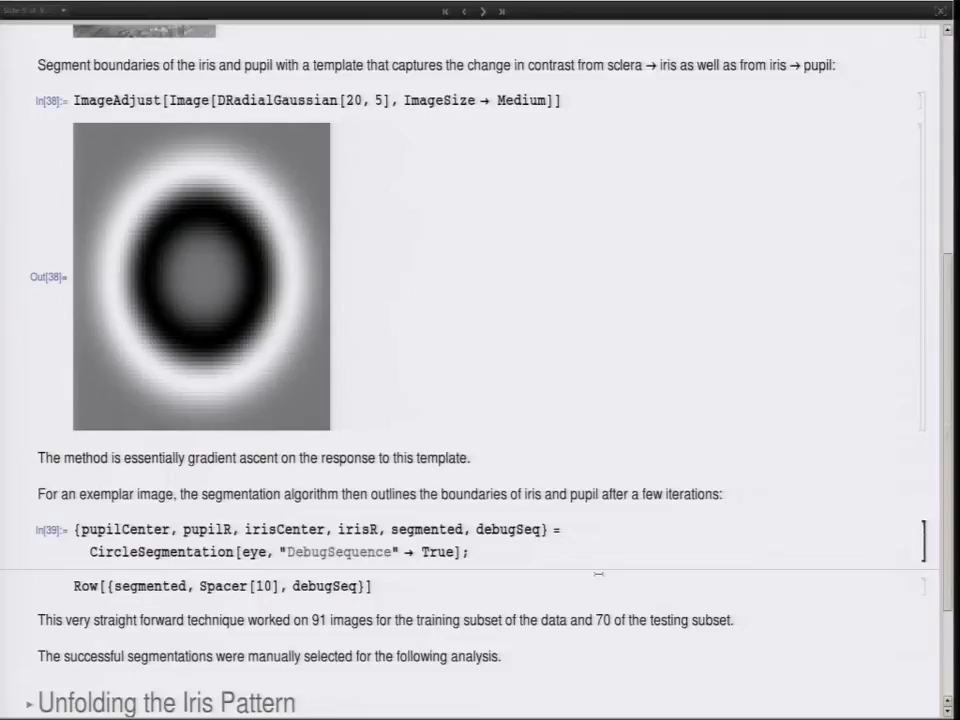 Slide 5 of 9
Segment boundaries of the iris and pupil with a template that captures the change in contrast from sclera → iris as well as from iris → pupil:
In[38]:= ImageAdjust[Image[DRadialGaussian[20, 5], ImageSize → Medium]]
Out[38]=
The method is essentially gradient ascent on the response to this template.
For an exemplar image, the segmentation algorithm then outlines the boundaries of iris and pupil after a few iterations:
In[39]:= {pupilCenter, pupilR, irisCenter, irisR, segmented, debugSeq} =
CircleSegmentation[eye, "DebugSequence" → True];
Row[{segmented, Spacer[10], debugSeq}]
This very straight forward technique worked on 91 images for the training subset of the data and 70 of the testing subset.
The successful segmentations were manually selected for the following analysis.
Unfolding the Iris Pattern